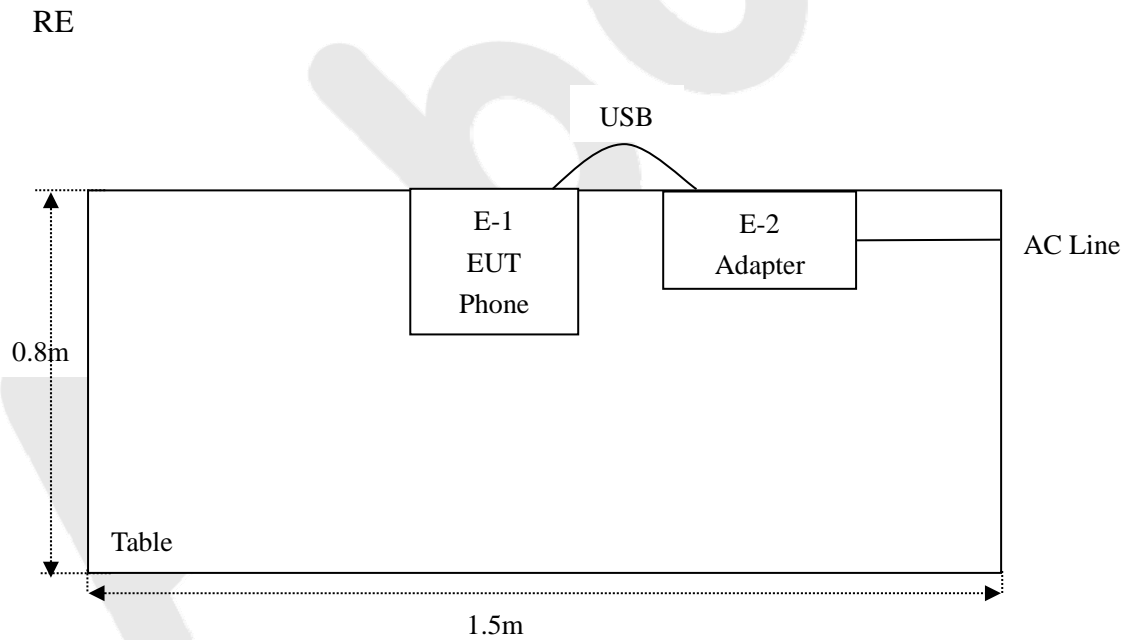 RE
USB
E-1
EUT
Phone
E-2
Adapter
AC Line
0.8m
Table
1.5m